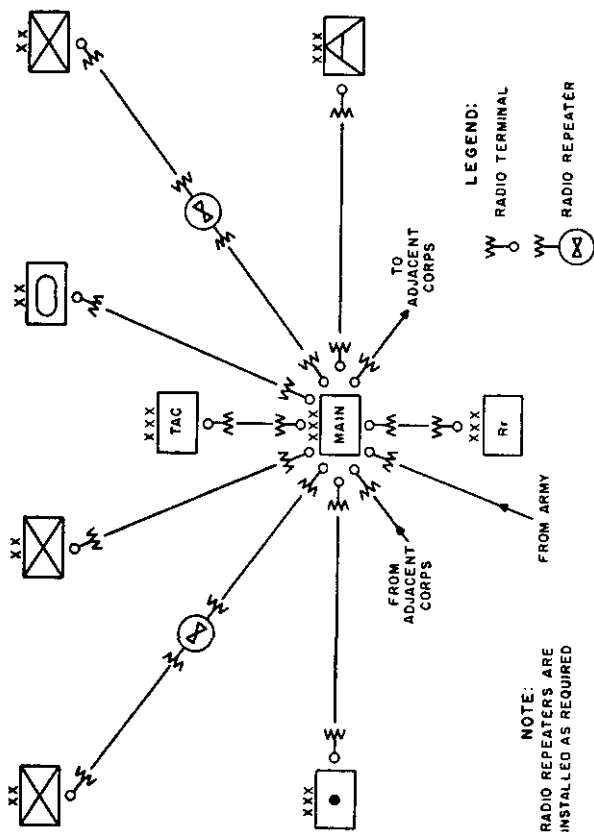 XX
XX
XX
XX
XXX
TAC
XXX
XXX
MAIN
XXX
FROM
ADJACENT
CORPS
TO
ADJACENT
CORPS
XXX
Rr
FROM ARMY
LEGEND:
RADIO TERMINAL
RADIO REPEATER
NOTE:
RADIO REPEATERS ARE
INSTALLED AS REQUIRED